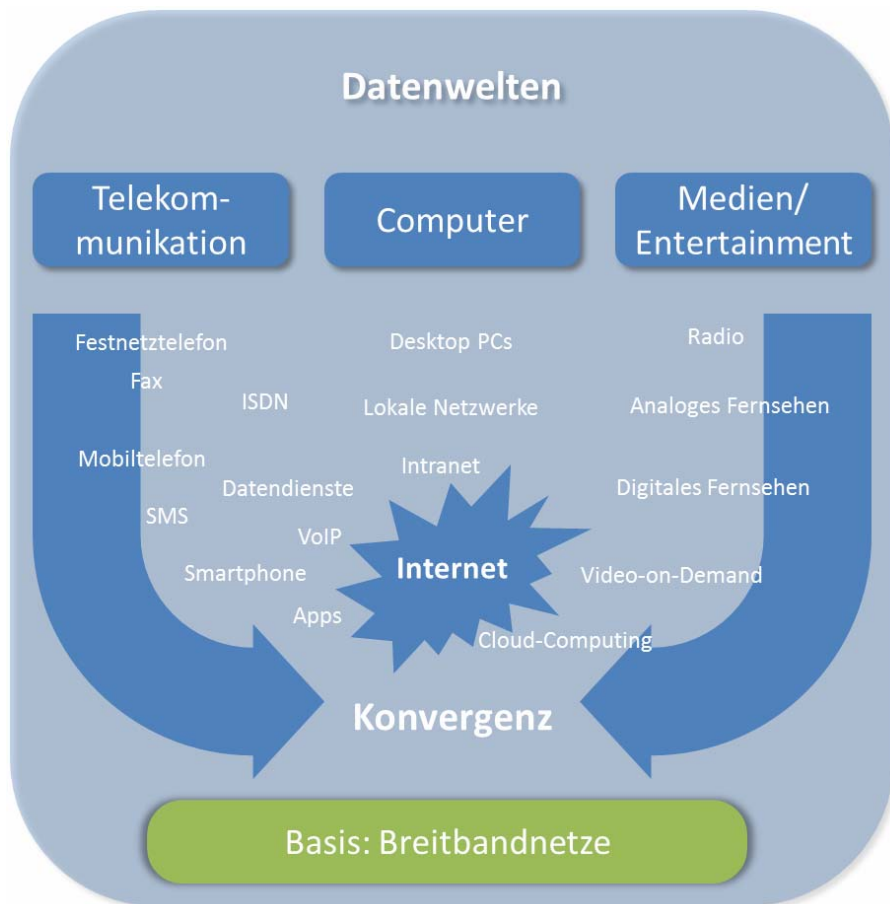 Datenwelten
Telekom-
munikation
Computer
Medien/
Entertainment
Festnetztelefon
Desktop PCs
Radio
Fax
ISDN
Lokale Netzwerke
Analoges Fernsehen
Mobiltelefon
Intranet
Datendienste
Digitales Fernsehen
SMS
VoIP
Internet
Smartphone
Video-on-Demand
Apps
Cloud-Computing
Konvergenz
Basis: Breitbandnetze